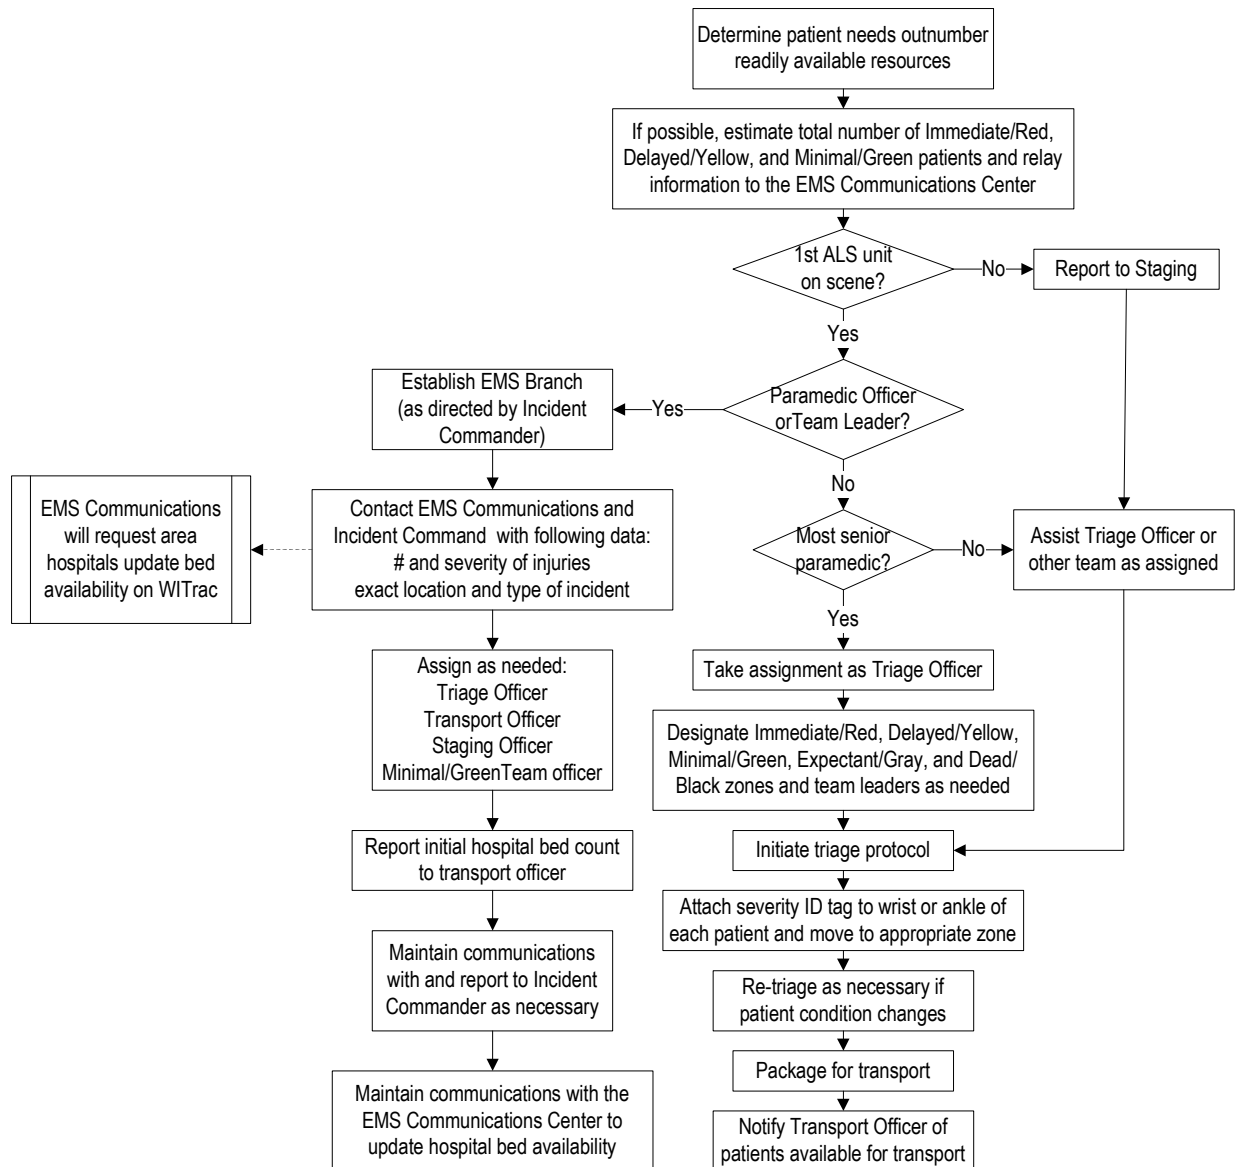 Determine patient needs outnumber
readily available resources
If possible, estimate total number of Immediate/Red,
Delayed/Yellow, and Minimal/Green patients and relay
information to the EMS Communications Center
1st ALS unit
on scene?
No
Report to Staging
Yes
Paramedic Officer
orTeam Leader?
Yes
Establish EMS Branch
(as directed by Incident
Commander)
No
EMS Communications
will request area
hospitals update bed
availability on WITrac
Contact EMS Communications and
Incident Command with following data:
# and severity of injuries
exact location and type of incident
Most senior
paramedic?
No
Assist Triage Officer or
other team as assigned
Yes
Assign as needed:
Triage Officer
Transport Officer
Staging Officer
Minimal/GreenTeam officer
Take assignment as Triage Officer
Designate Immediate/Red, Delayed/Yellow,
Minimal/Green, Expectant/Gray, and Dead/
Black zones and team leaders as needed
Report initial hospital bed count
to transport officer
Initiate triage protocol
Attach severity ID tag to wrist or ankle of
each patient and move to appropriate zone
Maintain communications
with and report to Incident
Commander as necessary
Re-triage as necessary if
patient condition changes
Package for transport
Maintain communications with the
EMS Communications Center to
update hospital bed availability
Notify Transport Officer of
patients available for transport